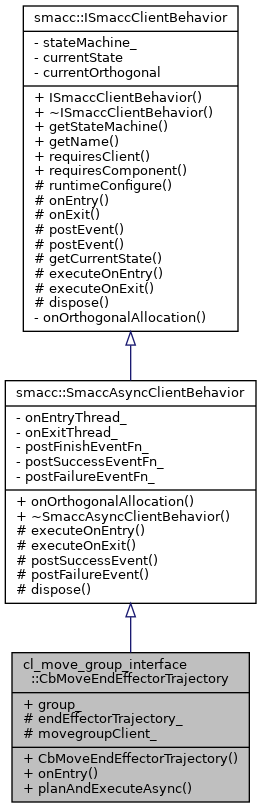 smacc::ISmaccClientBehavior
- stateMachine_
- currentState
- currentOrthogonal
+ ISmaccClientBehavior()
+ ~ISmaccClientBehavior()
+ getStateMachine()
+ getName()
+ requiresClient()
+ requiresComponent()
# runtimeConfigure()
# onEntry()
# onExit()
# postEvent()
# postEvent()
# getCurrentState()
# executeOnEntry()
# executeOnExit()
# dispose()
- onOrthogonalAllocation()
smacc::SmaccAsyncClientBehavior
- onEntryThread_
- onExitThread_
- postFinishEventFn_
- postSuccessEventFn_
- postFailureEventFn_
+ onOrthogonalAllocation()
+ ~SmaccAsyncClientBehavior()
# executeOnEntry()
# executeOnExit()
# postSuccessEvent()
# postFailureEvent()
# dispose()
cl_move_group_interface
::CbMoveEndEffectorTrajectory
+ group_
# endEffectorTrajectory_
# movegroupClient_
+ CbMoveEndEffectorTrajectory()
+ onEntry()
+ planAndExecuteAsync()